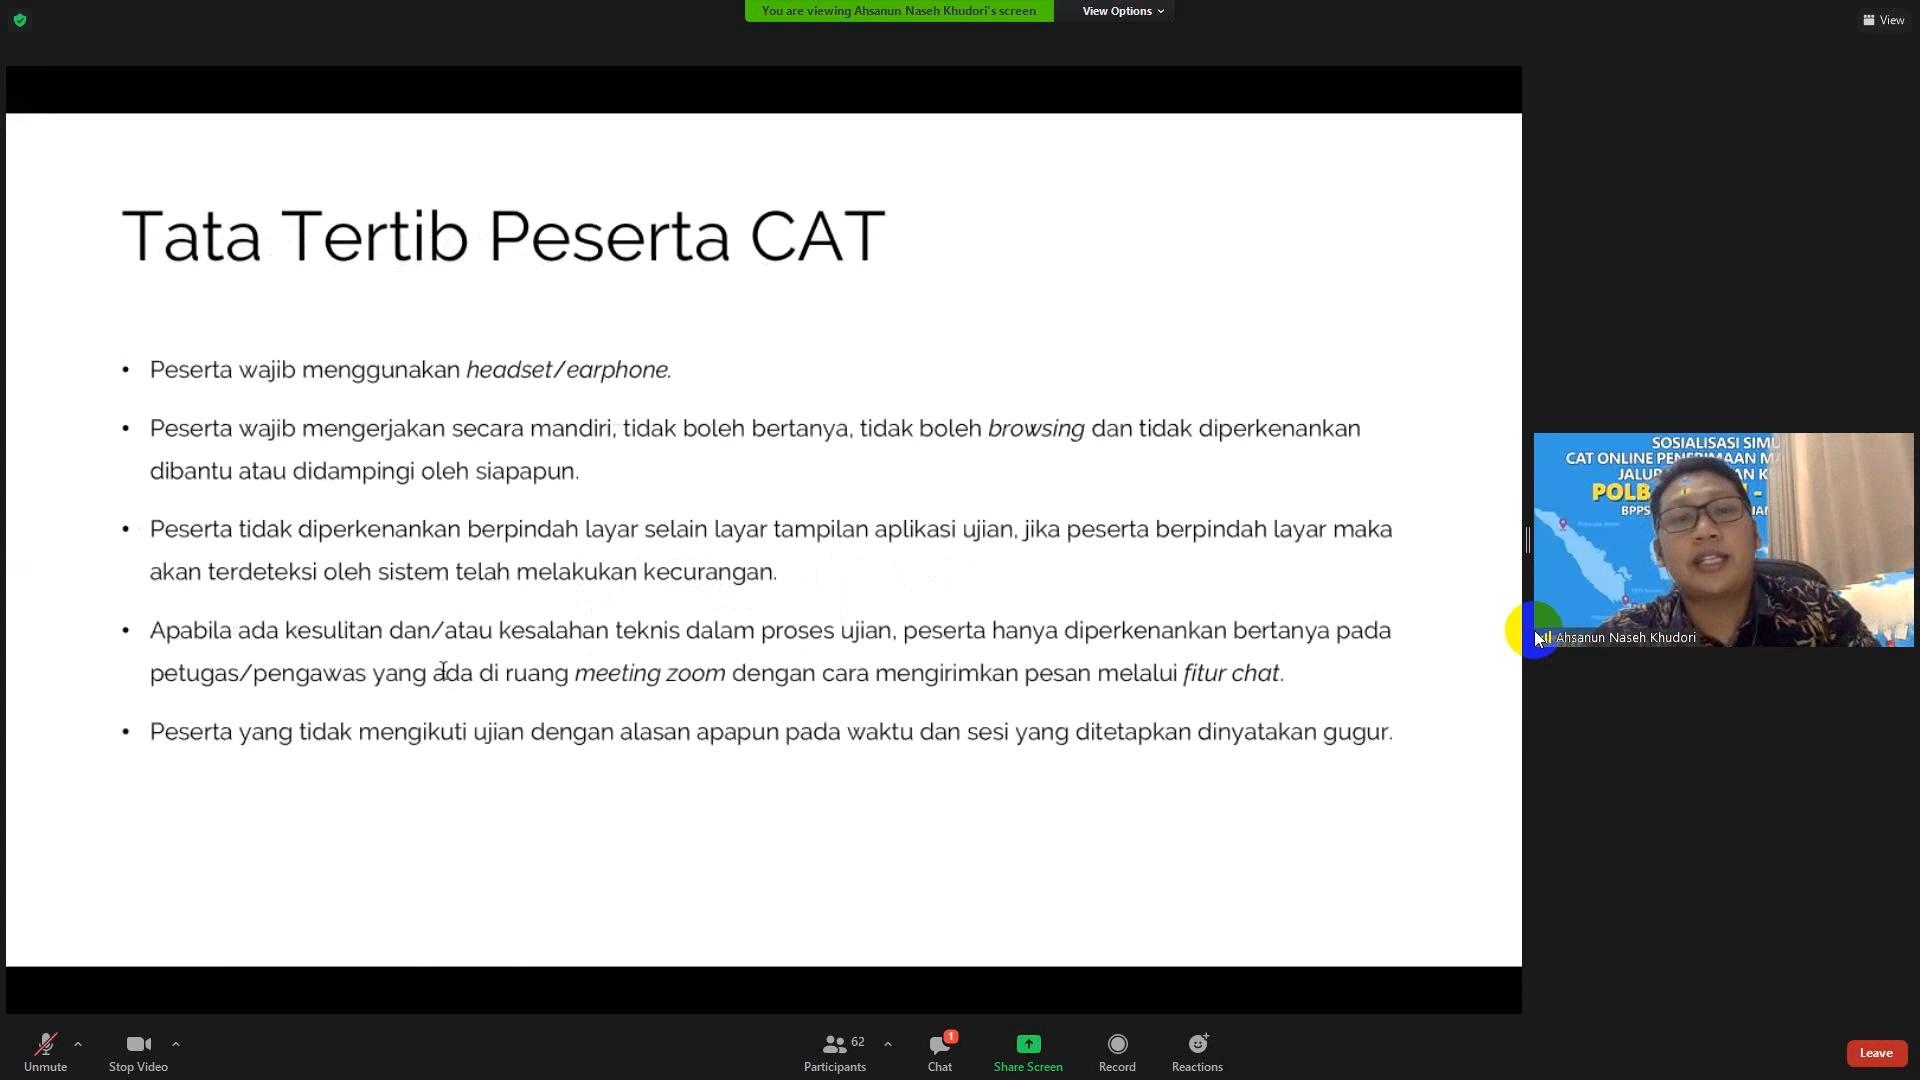 You are viewing Ahsanun Naseh Khudori's screen
View Options
View
Tata Tertib Peserta CAT
• Peserta wajib menggunakan headset/earphone.
• Peserta wajib mengerjakan secara mandiri, tidak boleh bertanya, tidak boleh browsing dan tidak diperkenankan
dibantu atau didampingi oleh siapapun.
• Peserta tidak diperkenankan berpindah layar selain layar tampilan aplikasi ujian, jika peserta berpindah layar maka
akan terdeteksi oleh sistem telah melakukan kecurangan.
• Apabila ada kesulitan dan/atau kesalahan teknis dalam proses ujian, peserta hanya diperkenankan bertanya pada
petugas/pengawas yang ada di ruang meeting zoom dengan cara mengirimkan pesan melalui fitur chat.
• Peserta yang tidak mengikuti ujian dengan alasan apapun pada waktu dan sesi yang ditetapkan dinyatakan gugur.
SOSIALISASI SIMU
CAT ONLINE
POLB
BPPS
Ahsanun Naseh Khudori
Unmute
Stop Video
62
Participants
1
Chat
Share Screen
Record
Reactions
Leave